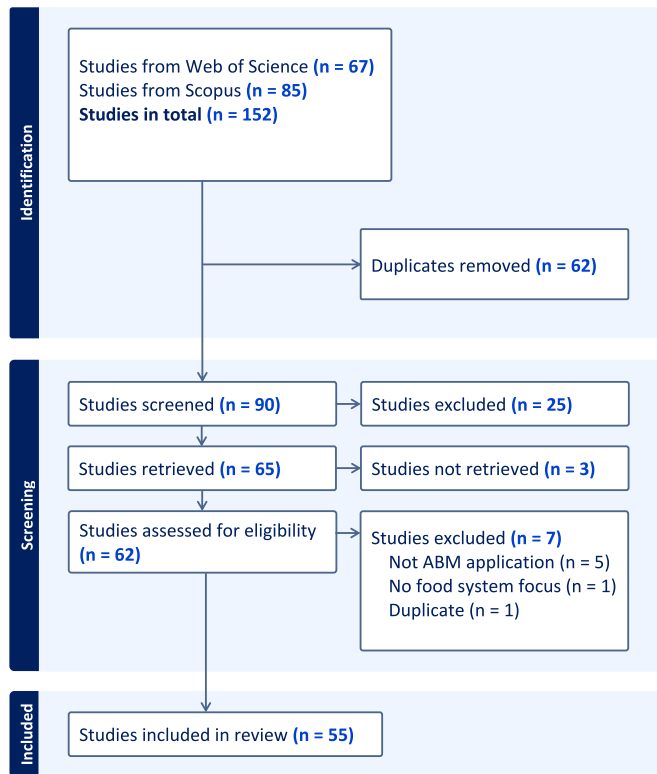 Identification
Studies from Web of Science (n = 67)
Studies from Scopus (n = 85)
Studies in total (n = 152)
Duplicates removed (n = 62)
Screening
Studies screened (n = 90)
Studies excluded (n = 25)
Studies retrieved (n = 65)
Studies not retrieved (n = 3)
Studies assessed for eligibility
(n = 62)
Studies excluded (n = 7)
Not ABM application (n = 5)
No food system focus (n = 1)
Duplicate (n = 1)
Included
Studies included in review (n = 55)